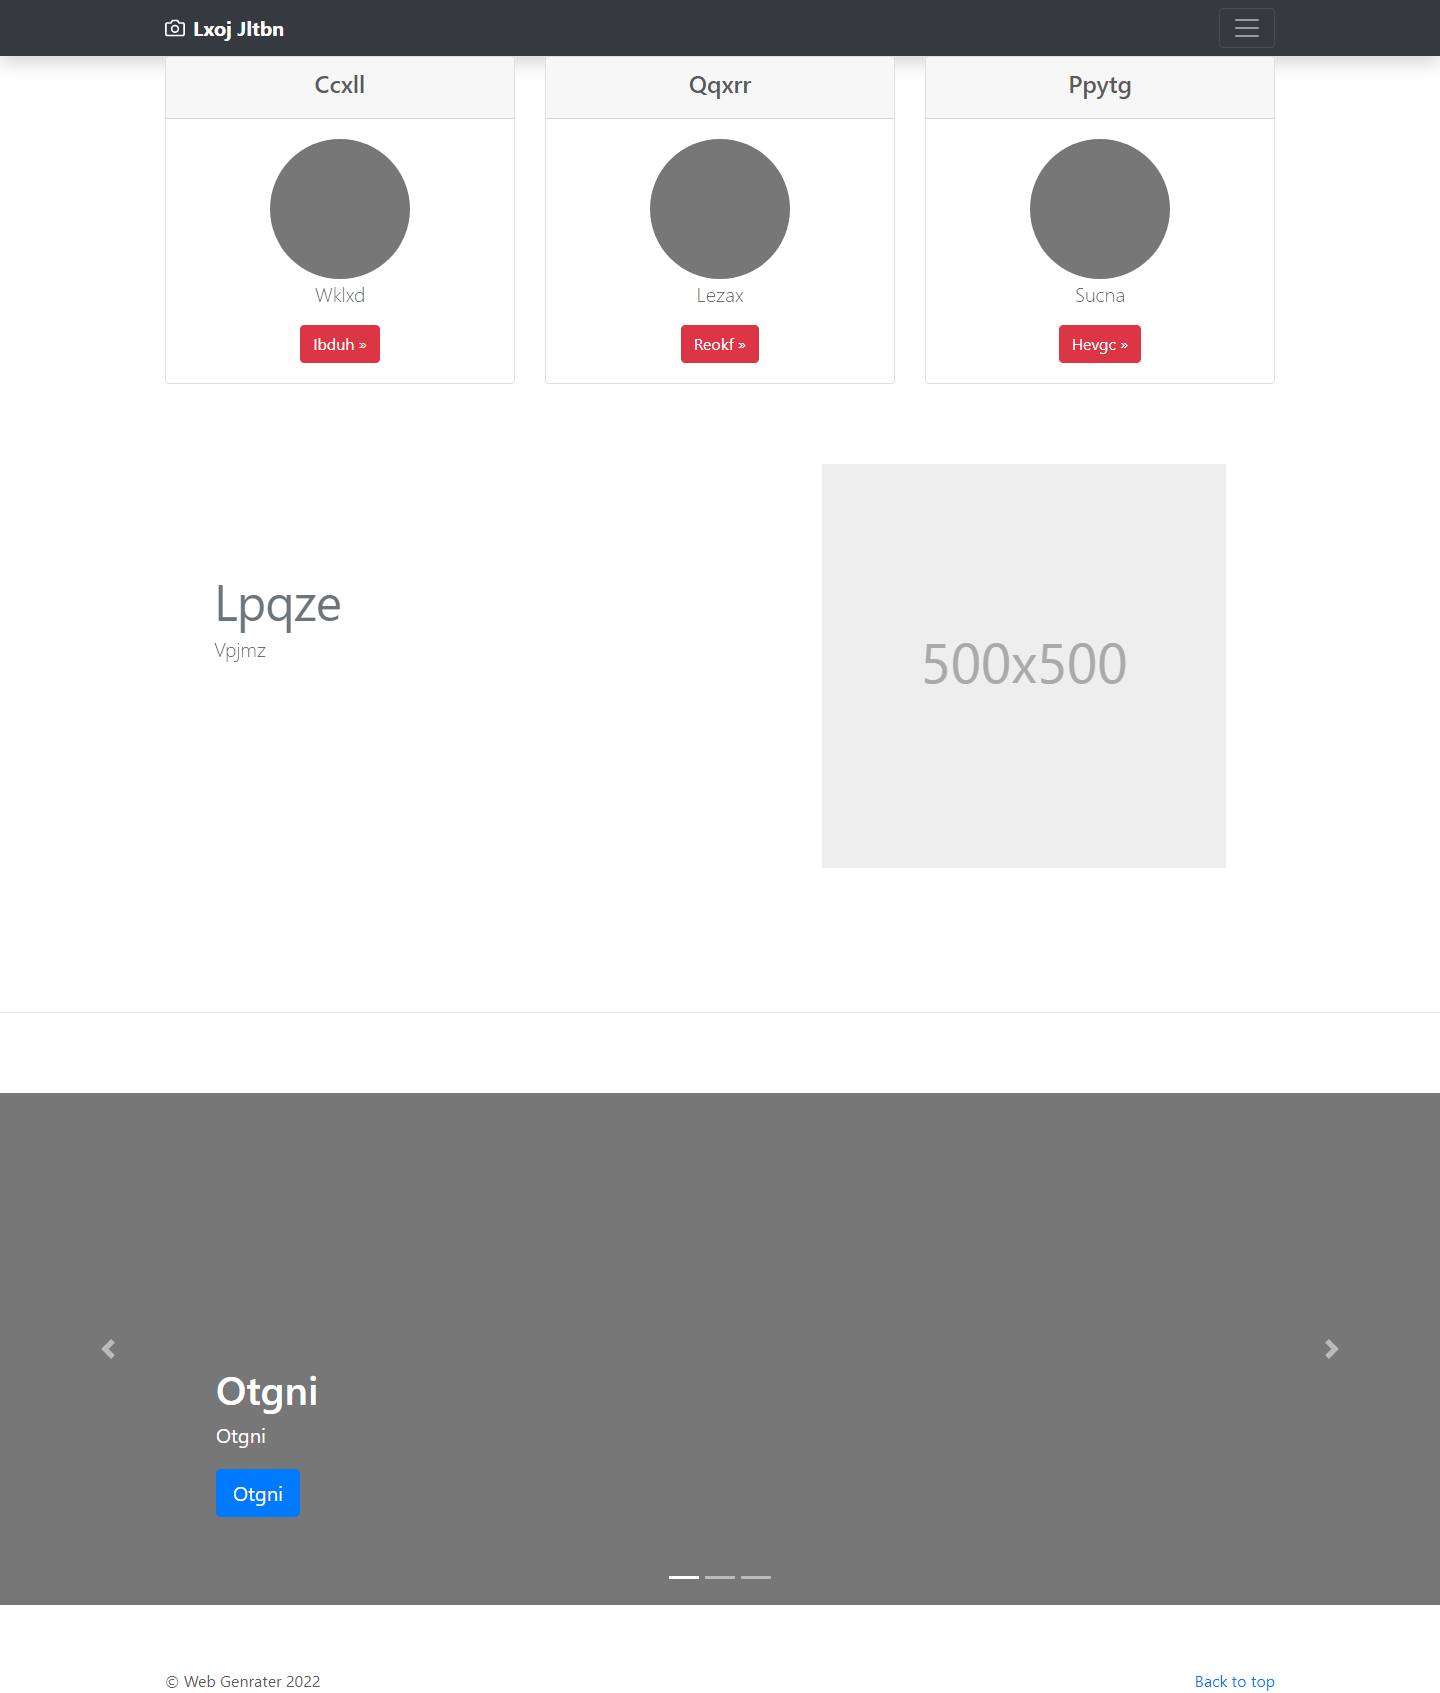 Lxoj Jltbn
Ccxll
Qqxrr
Ppytg
Wklxd
Lezax
Sucna
Ibduh »
Reokf »
Hevgc »
Lpqze
Vpjmz
500x500
Otgni
Otgni
Otgni
© Web Genrater 2022
Back to top